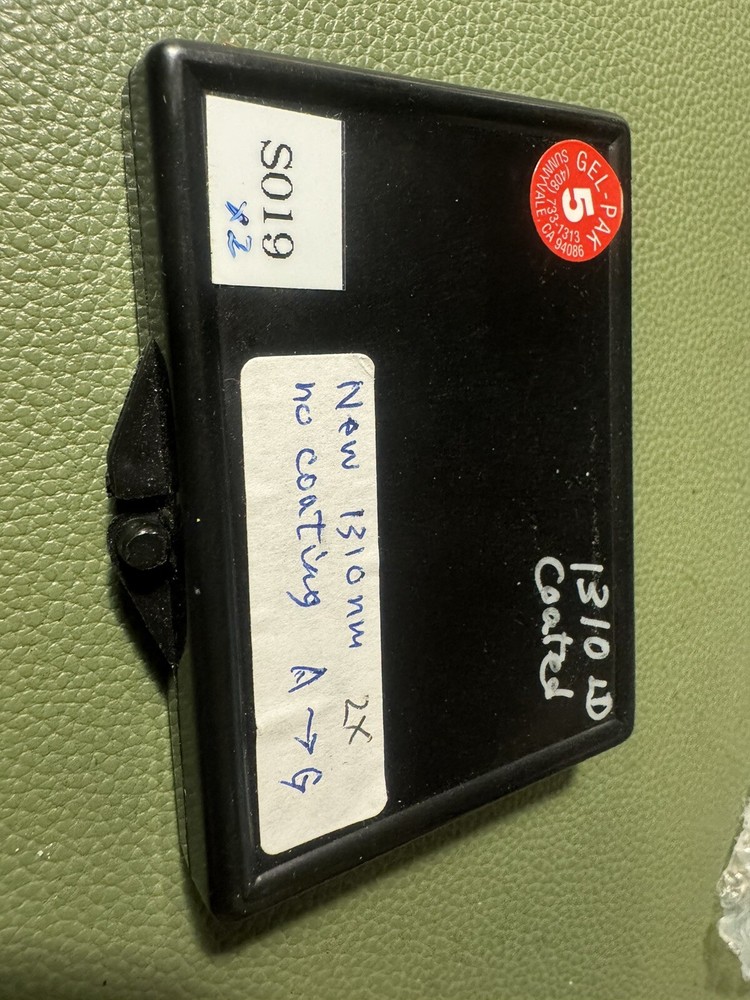 GEL-PAK
5
(408) 733-1313
SUNNYVALE, CA 94086
1310 LD
Coated
S019
x2
New 1310nm 2X
no coating A → G